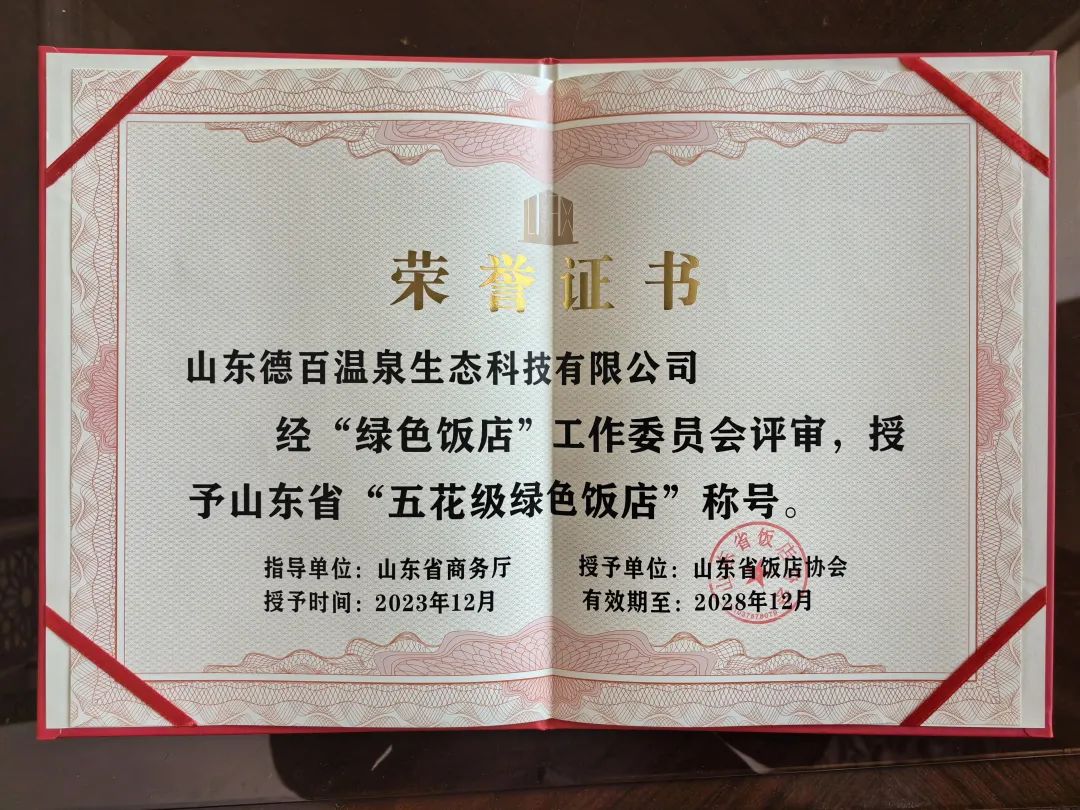 荣誉证书
山东德百温泉生态科技有限公司
经“绿色饭店”工作委员会评审，授
予山东省“五花级绿色饭店”称号。
指导单位：山东省商务厅
授予单位：山东省饭店协会
授予时间：2023年12月
有效期至：2028年12月